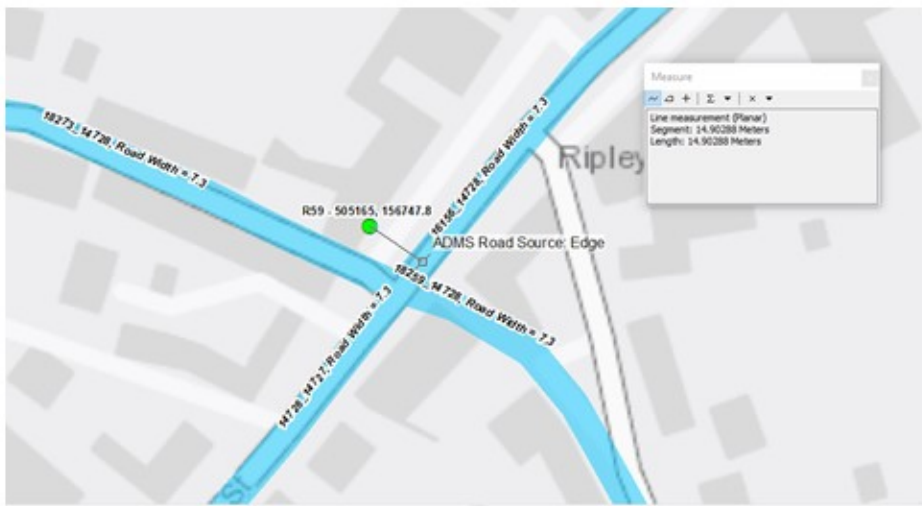 Measure
Line measurement (Planar)
Segment: 14.90288 Meters
Length: 14.90288 Meters
18273_14728, Road Width = 7.3
16156_14728, Road Width = 7.3
Ripley
R59 - 505165, 156747.8
ADMS Road Source: Edge
18259_14728, Road Width = 7.3
14728_14727, Road Width = 7.3
St